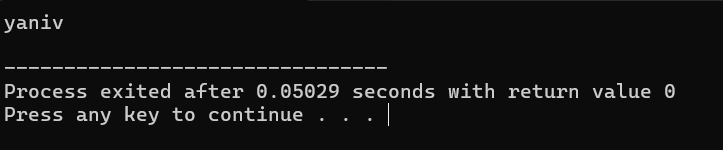 yaniv
--------------------------------
Process exited after 0.05029 seconds with return value 0
Press any key to continue . . .